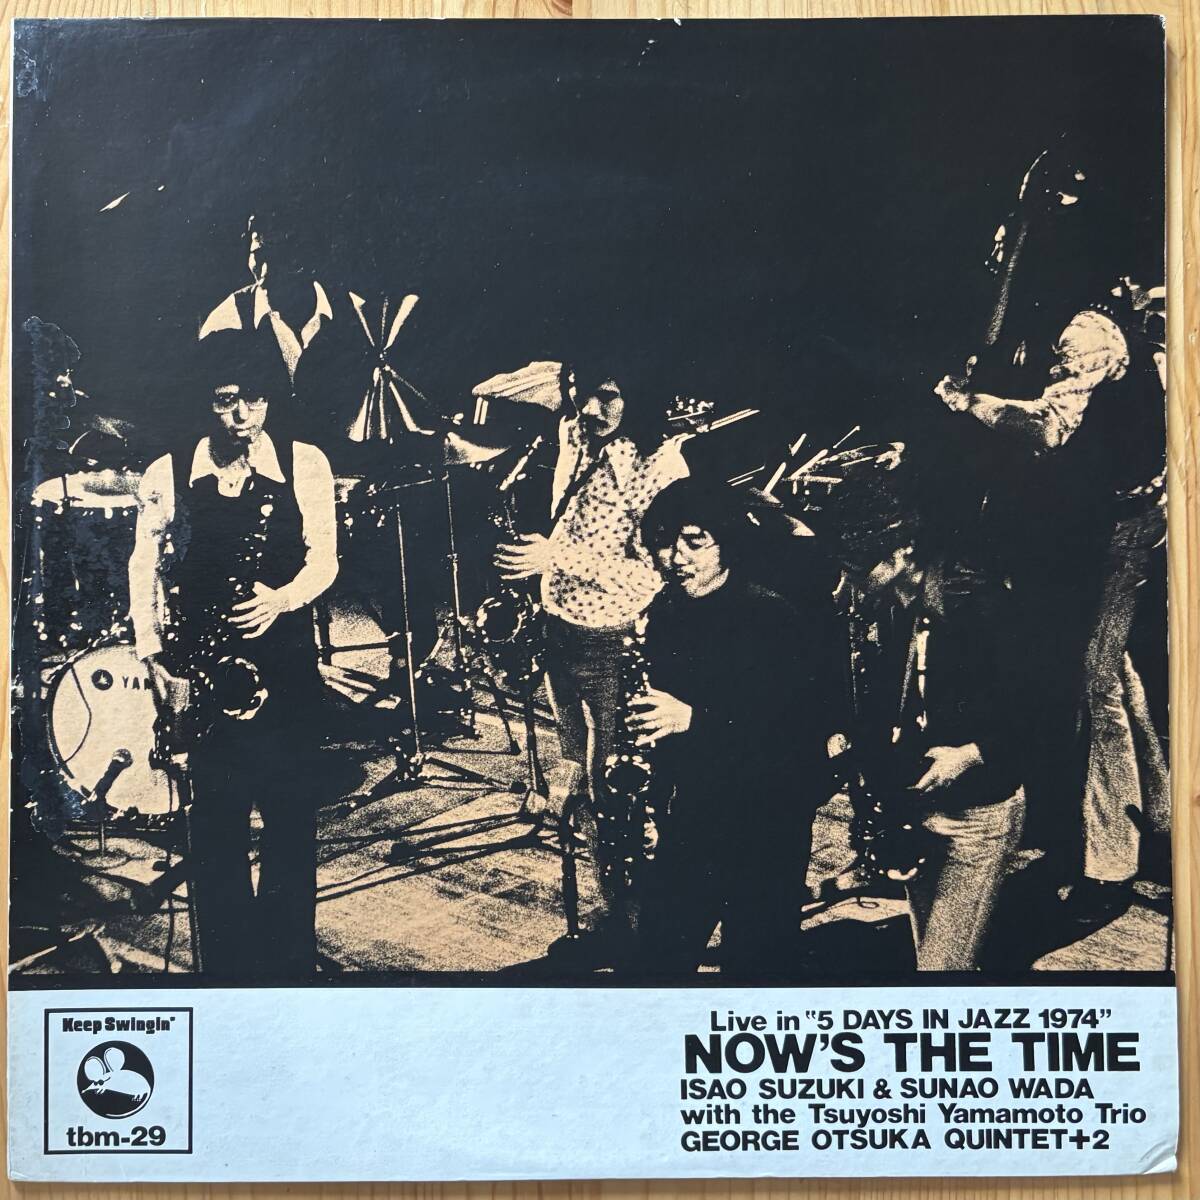 YAM
Keep Swingin'
tbm-29
Live in "5 DAYS IN JAZZ 1974"
NOW'S THE TIME
ISAO SUZUKI & SUNAO WADA
with the Tsuyoshi Yamamoto Trio
GEORGE OTSUKA QUINTET+2